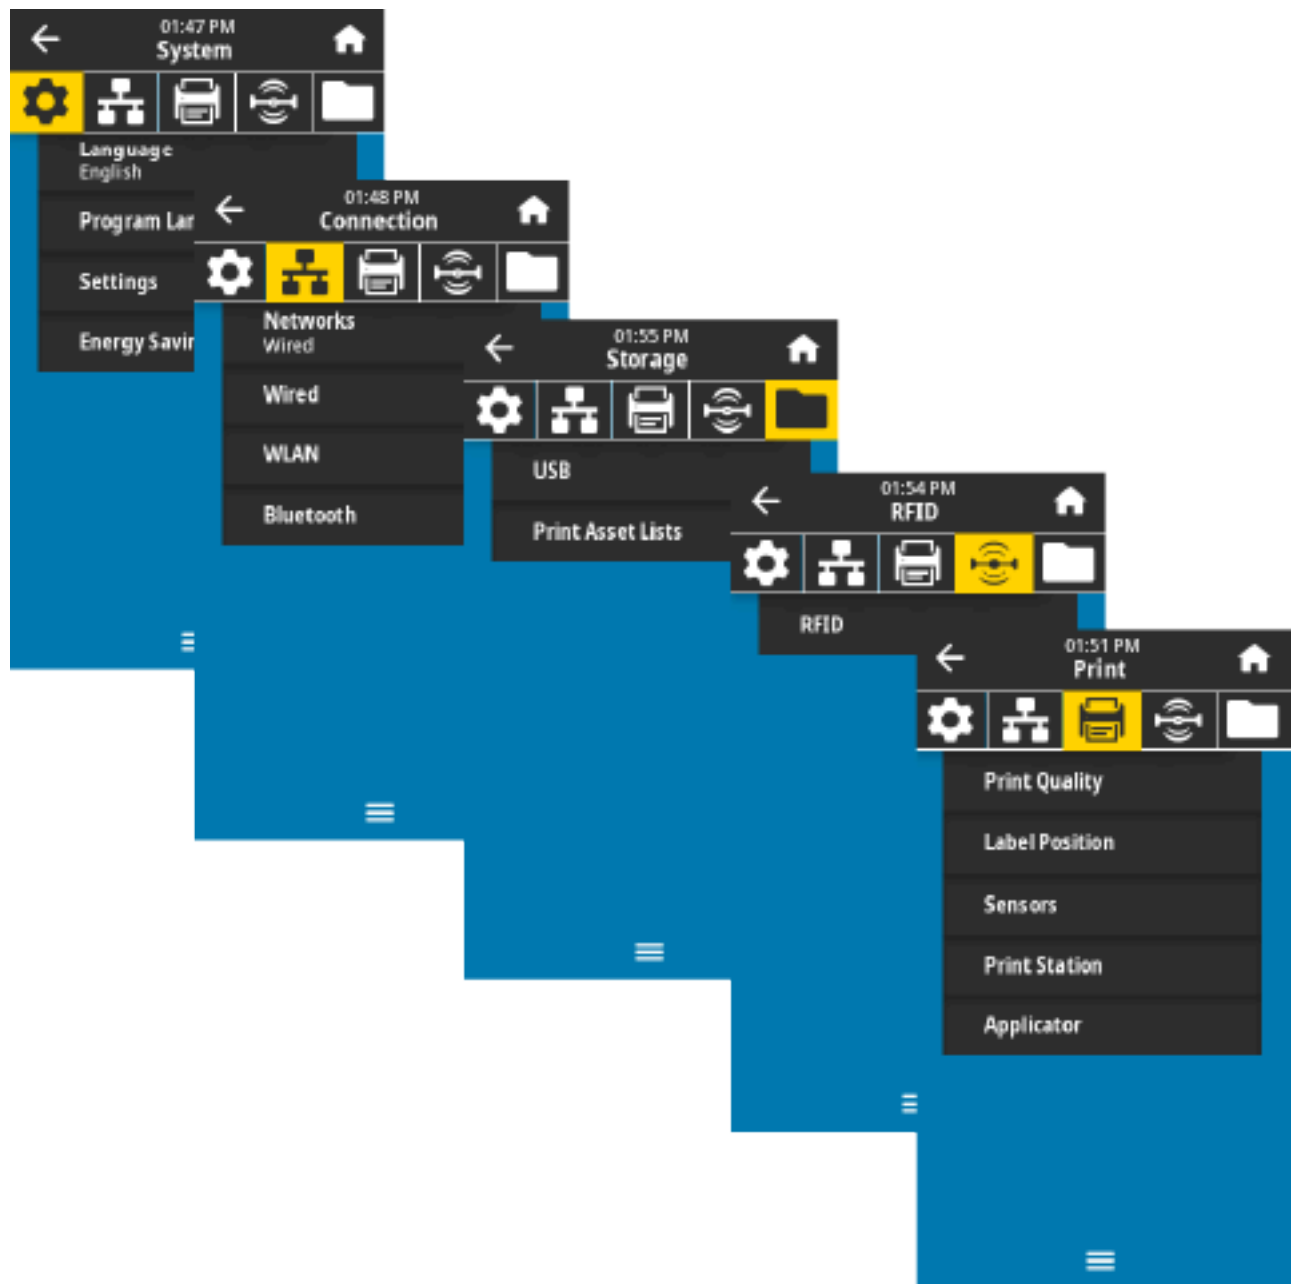 01:47 PM
System
Language
English
Program Lan
Settings
Energy Savin
01:48 PM
Connection
Networks
Wired
Wired
WLAN
Bluetooth
01:55 PM
Storage
USB
Print Asset Lists
01:54 PM
RFID
RFID
01:51 PM
Print
Print Quality
Label Position
Sensors
Print Station
Applicator